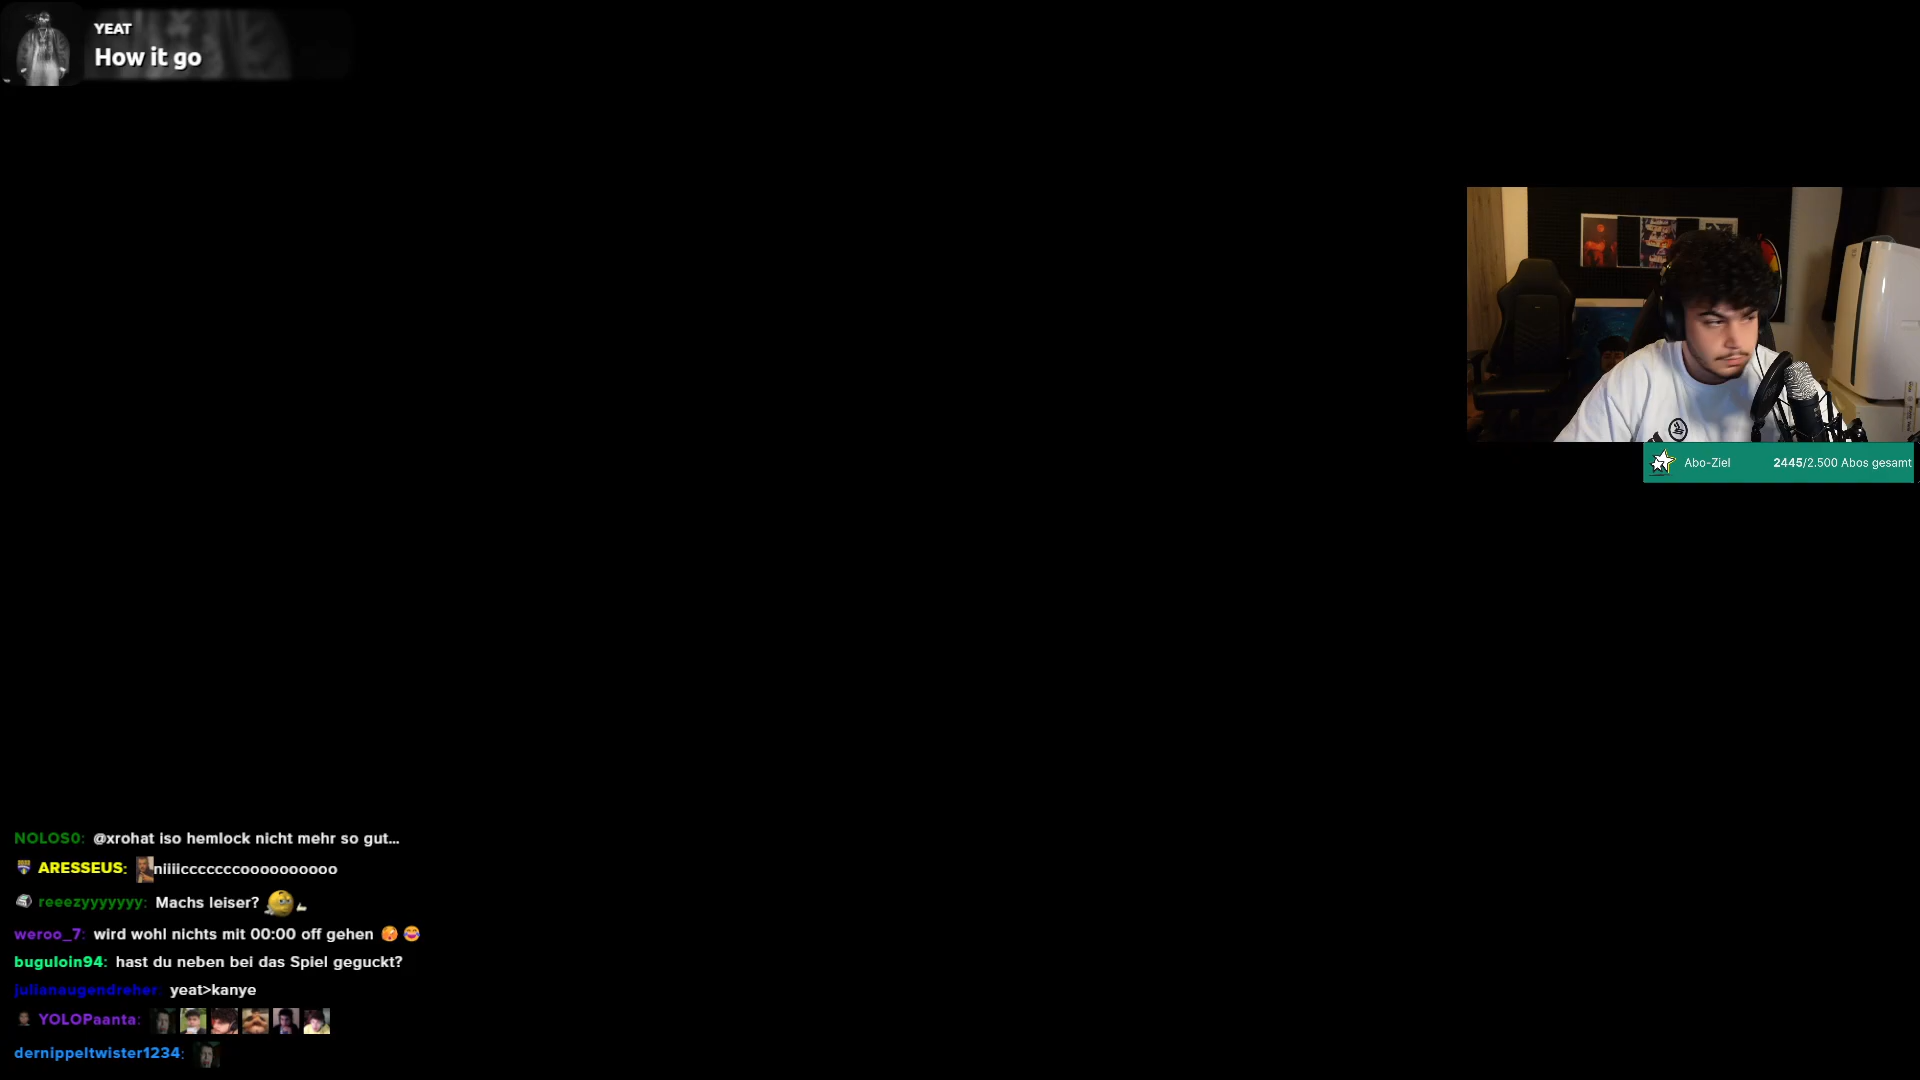 YEAT
How it go
Abo-Ziel 2445/2.500 Abos gesamt
NOLOS0: @xrohat iso hemlock nicht mehr so gut...
ARESSEUS: niiiicccccccoooooooooo
reeezyyyyyyy: Machs leiser?
weroo_7: wird wohl nichts mit 00:00 off gehen
buguloin94: hast du neben bei das Spiel geguckt?
julianaugendreher: yeat>kanye
YOLOPaanta:
dernippeltwister1234: